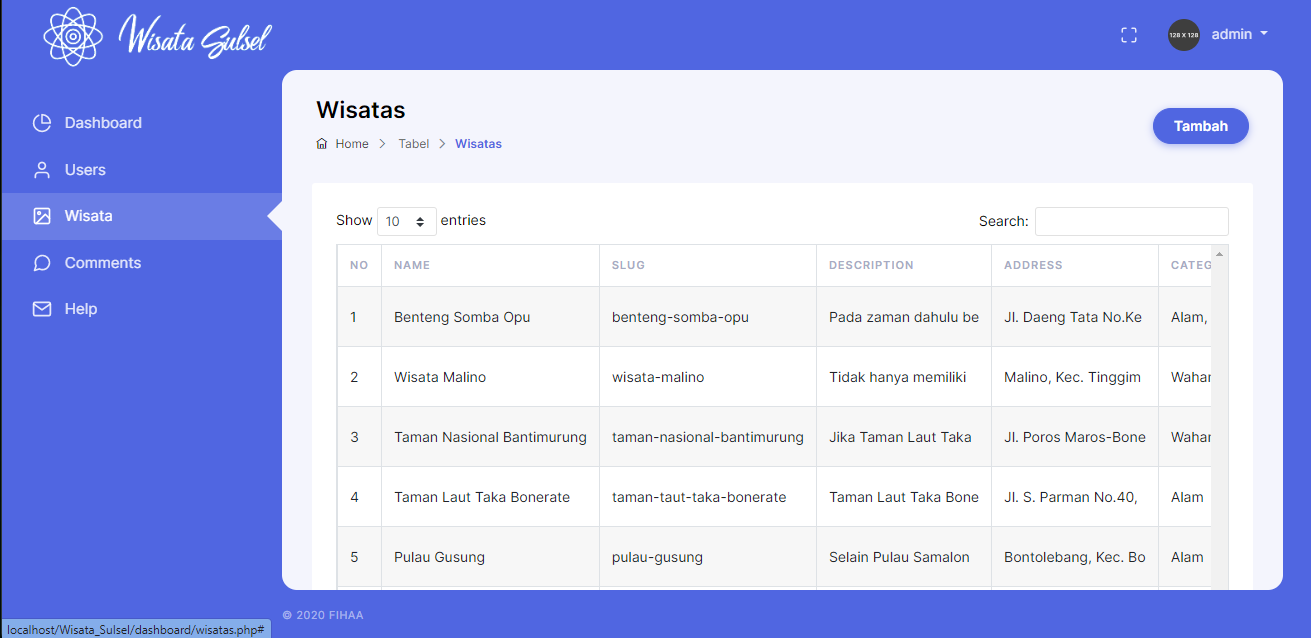 Wisata Sulsel
128 X 128
admin
Dashboard
Users
Wisata
Comments
Help
Wisatas
Home > Tabel > Wisatas
Tambah
Show 10 entries
Search:
NO NAME SLUG DESCRIPTION ADDRESS CATEG
1 Benteng Somba Opu benteng-somba-opu Pada zaman dahulu be Jl. Daeng Tata No.Ke Alam,
2 Wisata Malino wisata-malino Tidak hanya memiliki Malino, Kec. Tinggim Wahan
3 Taman Nasional Bantimurung taman-nasional-bantimurung Jika Taman Laut Taka Jl. Poros Maros-Bone Wahan
4 Taman Laut Taka Bonerate taman-taut-taka-bonerate Taman Laut Taka Bone Jl. S. Parman No.40, Alam
5 Pulau Gusung pulau-gusung Selain Pulau Samalon Bontolebang, Kec. Bo Alam
© 2020 FIHAA
localhost/Wisata_Sulsel/dashboard/wisatas.php#